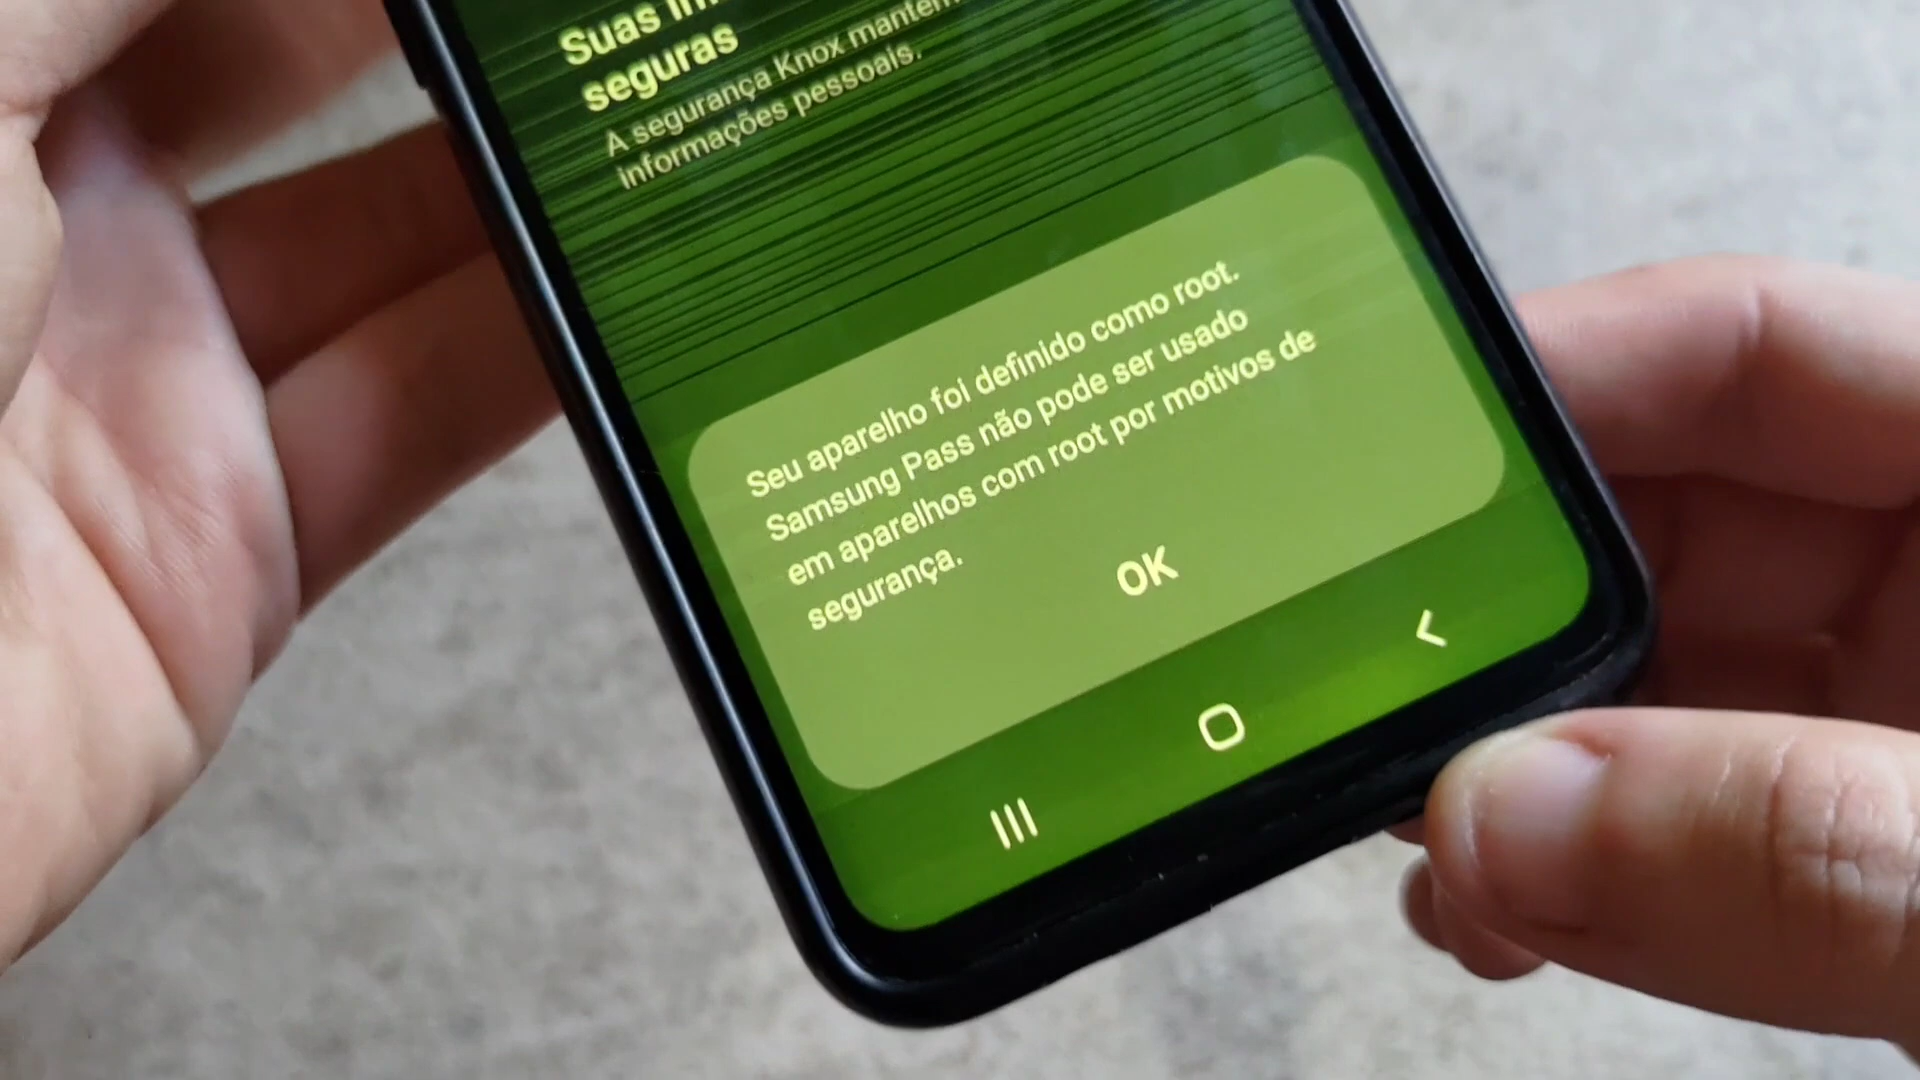 Suas
seguras
A segurança Knox mantém
informações pessoais.
Seu aparelho foi definido como root.
Samsung Pass não pode ser usado
em aparelhos com root por motivos de
segurança.
OK